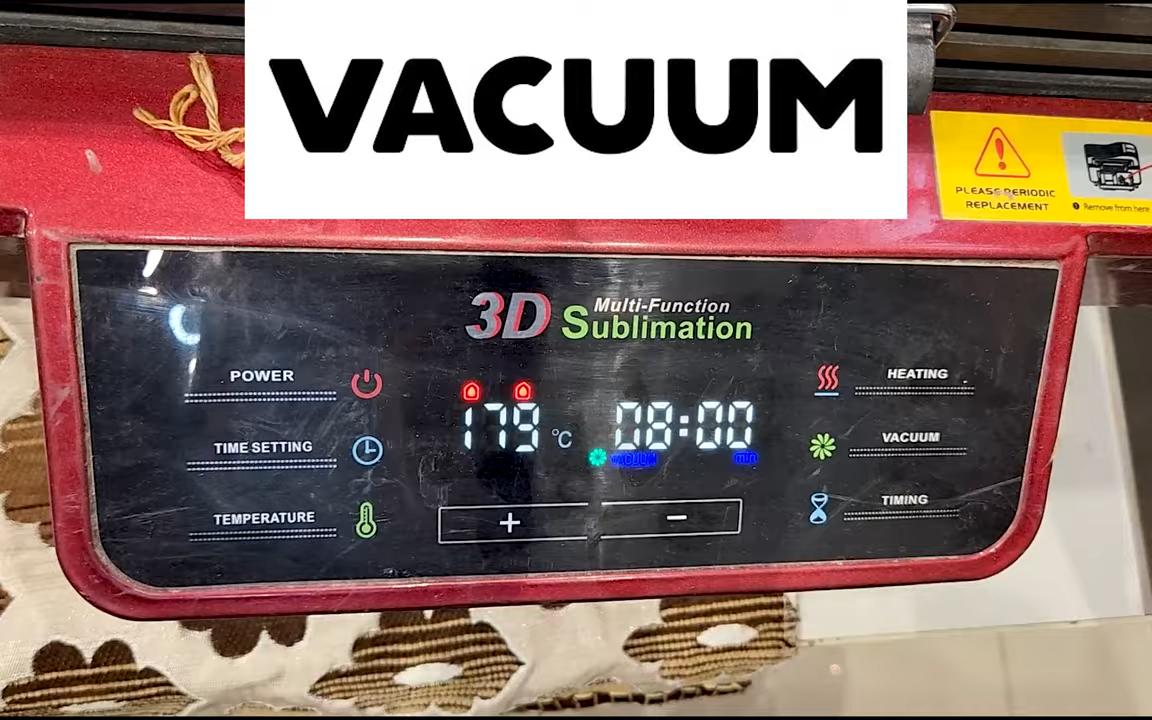 VACUUM
PLEASE PERIODIC
REPLACEMENT
1 Remove from here
3D Multi-Function
Sublimation
POWER
HEATING
179 °C 08:00
TIME SETTING
VACUUM
VACUUM min
TEMPERATURE
TIMING
+ −